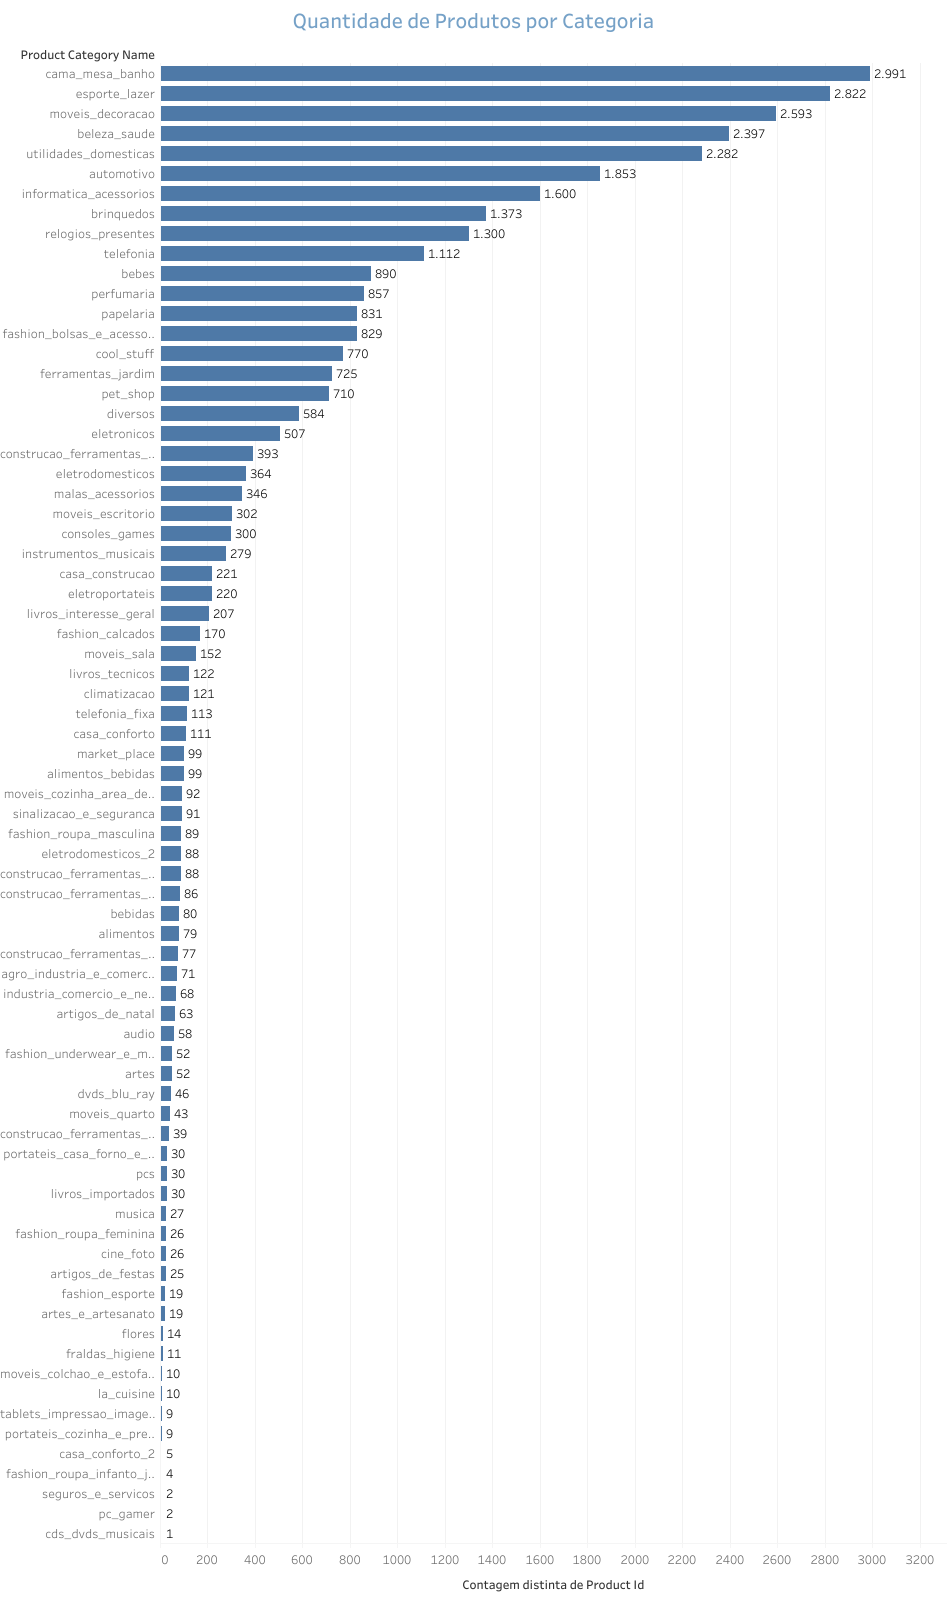 Quantidade de Produtos por Categoria
Product Category Name
cama_mesa_banho 2.991
esporte_lazer 2.822
moveis_decoracao 2.593
beleza_saude 2.397
utilidades_domesticas 2.282
automotivo 1.853
informatica_acessorios 1.600
brinquedos 1.373
relogios_presentes 1.300
telefonia 1.112
bebes 890
perfumaria 857
papelaria 831
fashion_bolsas_e_acesso.. 829
cool_stuff 770
ferramentas_jardim 725
pet_shop 710
diversos 584
eletronicos 507
construcao_ferramentas_.. 393
eletrodomesticos 364
malas_acessorios 346
moveis_escritorio 302
consoles_games 300
instrumentos_musicais 279
casa_construcao 221
eletroportateis 220
livros_interesse_geral 207
fashion_calcados 170
moveis_sala 152
livros_tecnicos 122
climatizacao 121
telefonia_fixa 113
casa_conforto 111
market_place 99
alimentos_bebidas 99
moveis_cozinha_area_de.. 92
sinalizacao_e_seguranca 91
fashion_roupa_masculina 89
eletrodomesticos_2 88
construcao_ferramentas_.. 88
construcao_ferramentas_.. 86
bebidas 80
alimentos 79
construcao_ferramentas_.. 77
agro_industria_e_comerc.. 71
industria_comercio_e_ne.. 68
artigos_de_natal 63
audio 58
fashion_underwear_e_m.. 52
artes 52
dvds_blu_ray 46
moveis_quarto 43
construcao_ferramentas_.. 39
portateis_casa_forno_e_.. 30
pcs 30
livros_importados 30
musica 27
fashion_roupa_feminina 26
cine_foto 26
artigos_de_festas 25
fashion_esporte 19
artes_e_artesanato 19
flores 14
fraldas_higiene 11
moveis_colchao_e_estofa.. 10
la_cuisine 10
tablets_impressao_image.. 9
portateis_cozinha_e_pre.. 9
casa_conforto_2 5
fashion_roupa_infanto_j.. 4
seguros_e_servicos 2
pc_gamer 2
cds_dvds_musicais 1
0 200 400 600 800 1000 1200 1400 1600 1800 2000 2200 2400 2600 2800 3000 3200
Contagem distinta de Product Id